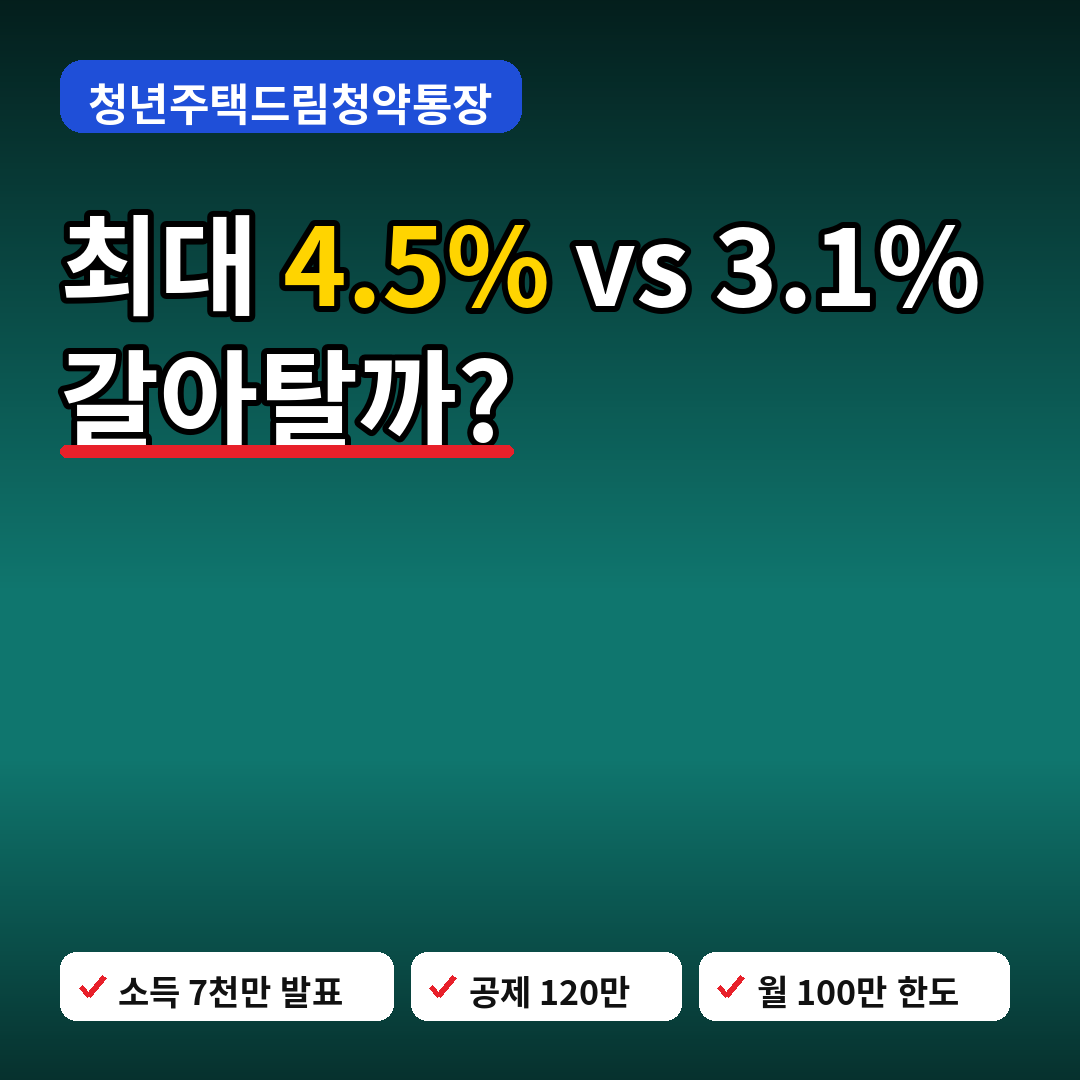 청년주택드림청약통장
최대 4.5% vs 3.1%
갈아탈까?
소득 7천만 발표
공제 120만
월 100만 한도